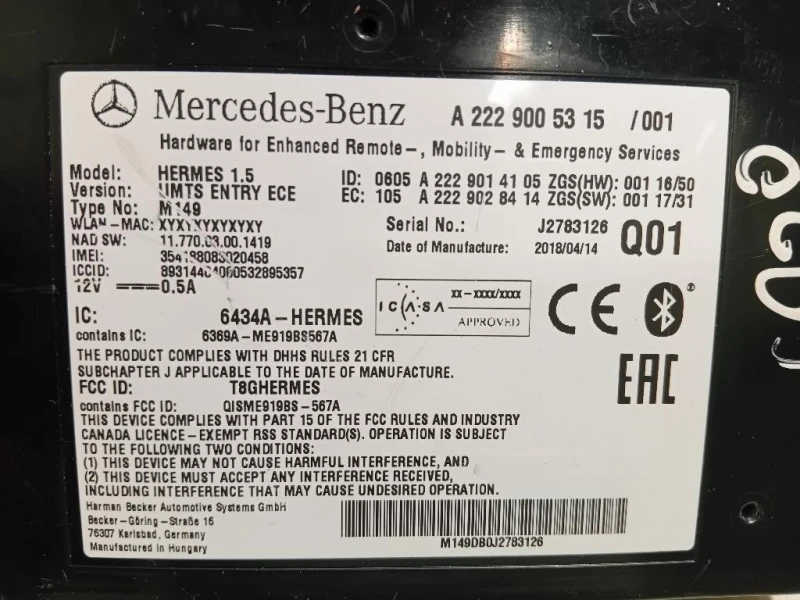 Mercedes-Benz A 222 900 53 15 /001
Hardware for Enhanced Remote-, Mobility- & Emergency Services
Model: HERMES 1.5 ID: 0605 A 222 901 41 05 ZGS(HW): 001 16/50
Version: UMTS ENTRY ECE EC: 105 A 222 902 84 14 ZGS(SW): 001 17/31
Type No: M149
WLAN-MAC: XYXYXYXYXYXY Serial No.: J2783126
NAD SW: 11.770.03.00.1419 Date of Manufacture: 2018/04/14 Q01
IMEI:
ICCID:
12V 0.5A
ICASA xx-xxxx/xxxx APPROVED
CE
IC: 6434A-HERMES
contains IC: 6369A-ME919BS567A
THE PRODUCT COMPLIES WITH DHHS RULES 21 CFR
SUBCHAPTER J APPLICABLE TO THE DATE OF MANUFACTURE.
EAC
FCC ID: T8GHERMES
contains FCC ID: QISME919BS-567A
THIS DEVICE COMPLIES WITH PART 15 OF THE FCC RULES AND INDUSTRY
CANADA LICENCE-EXEMPT RSS STANDARD(S). OPERATION IS SUBJECT
TO THE FOLLOWING TWO CONDITIONS:
(1) THIS DEVICE MAY NOT CAUSE HARMFUL INTERFERENCE, AND
(2) THIS DEVICE MUST ACCEPT ANY INTERFERENCE RECEIVED,
INCLUDING INTERFERENCE THAT MAY CAUSE UNDESIRED OPERATION.
Harman Becker Automotive Systems GmbH
Becker-Göring-Straße 16
76307 Karlsbad, Germany
Manufactured in Hungary
M149DB0J2783126